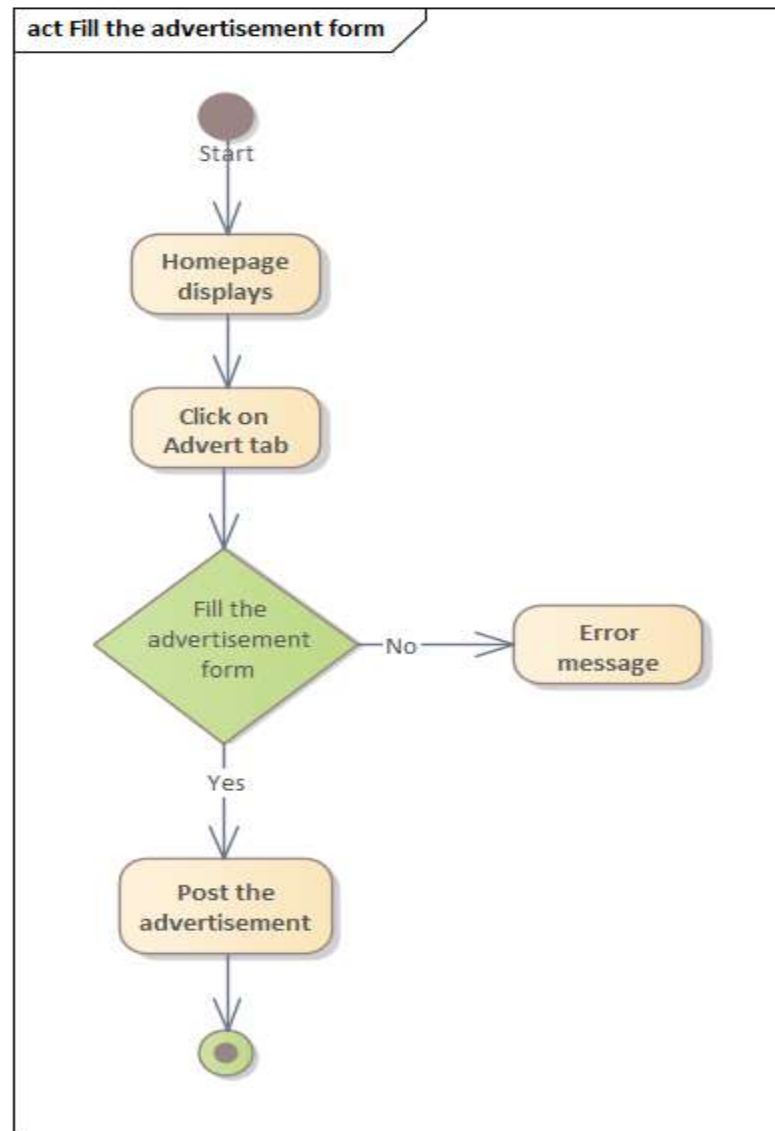 act Fill the advertisement form
Start
Homepage
displays
Click on
Advert tab
Fill the
advertisement
form
No
Error
message
Yes
Post the
advertisement